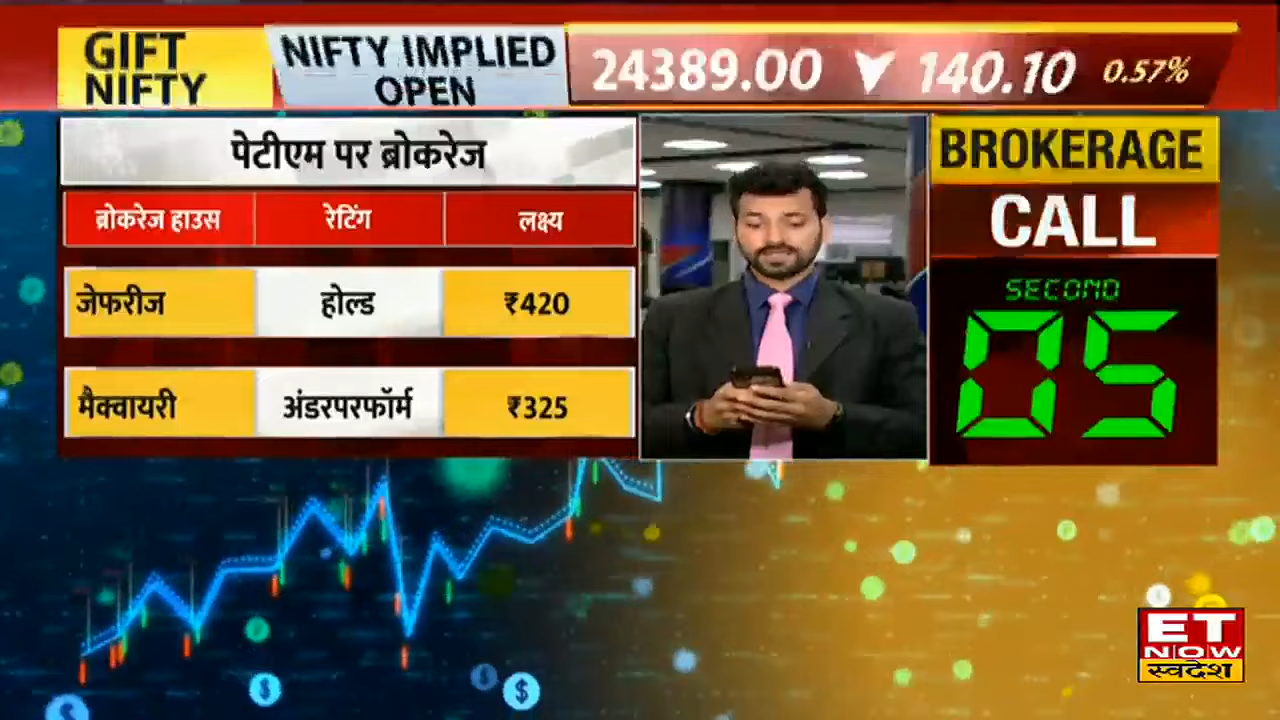 GIFT
NIFTY
NIFTY IMPLIED
OPEN
24389.00 ▼ 140.10 0.57%
पेटीएम पर ब्रोकरेज
ब्रोकरेज हाउस रेटिंग लक्ष्य
जेफरीज होल्ड ₹420
मैक्वायरी अंडरपरफॉर्म ₹325
BROKERAGE
CALL
SECOND
05
ET
NOW
स्वदेश